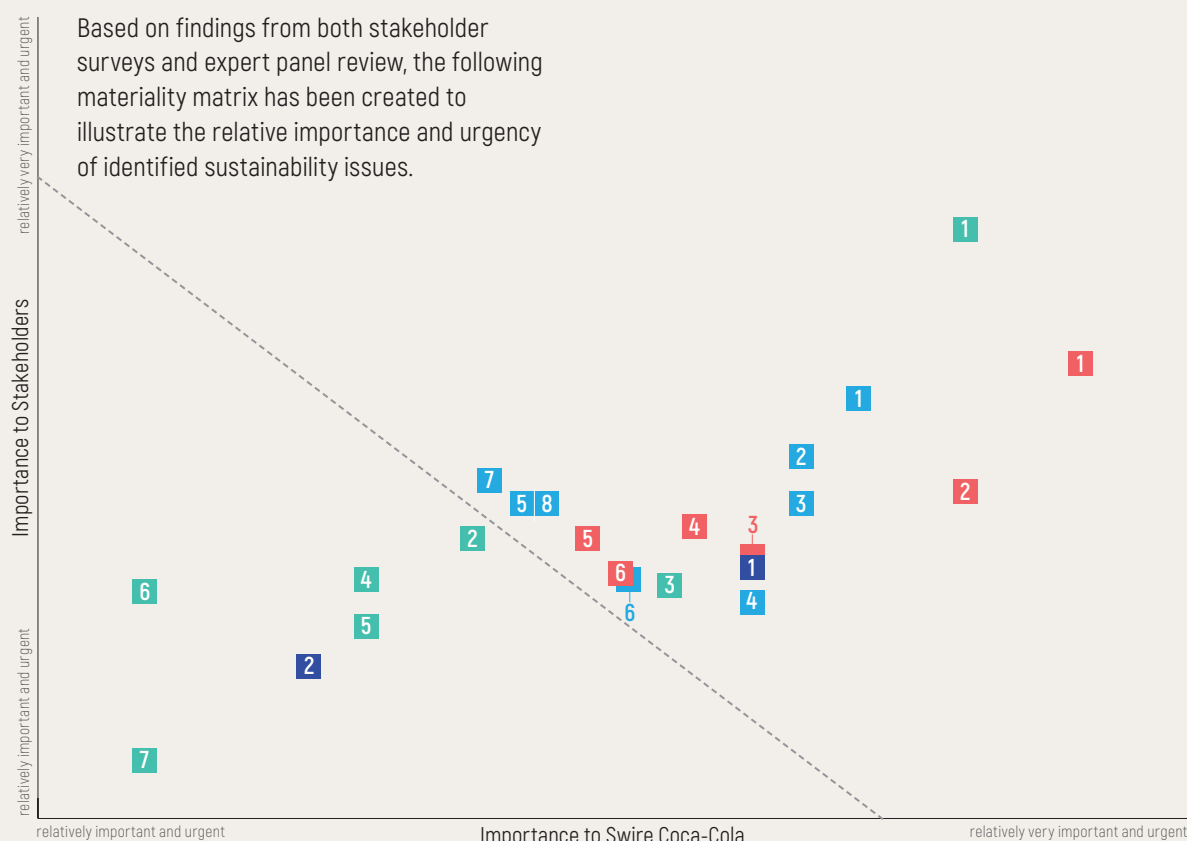 Based on findings from both stakeholder
surveys and expert panel review, the following
materiality matrix has been created to
illustrate the relative importance and urgency
of identified sustainability issues.
relatively very important and urgent
Importance to Stakeholders
relatively important and urgent
1
1
1
2
7
2
5
8
3
4
3
5
2
1
6
4
3
6
4
6
5
2
7
relatively important and urgent
Importance to Swire Coca-Cola
relatively very important and urgent